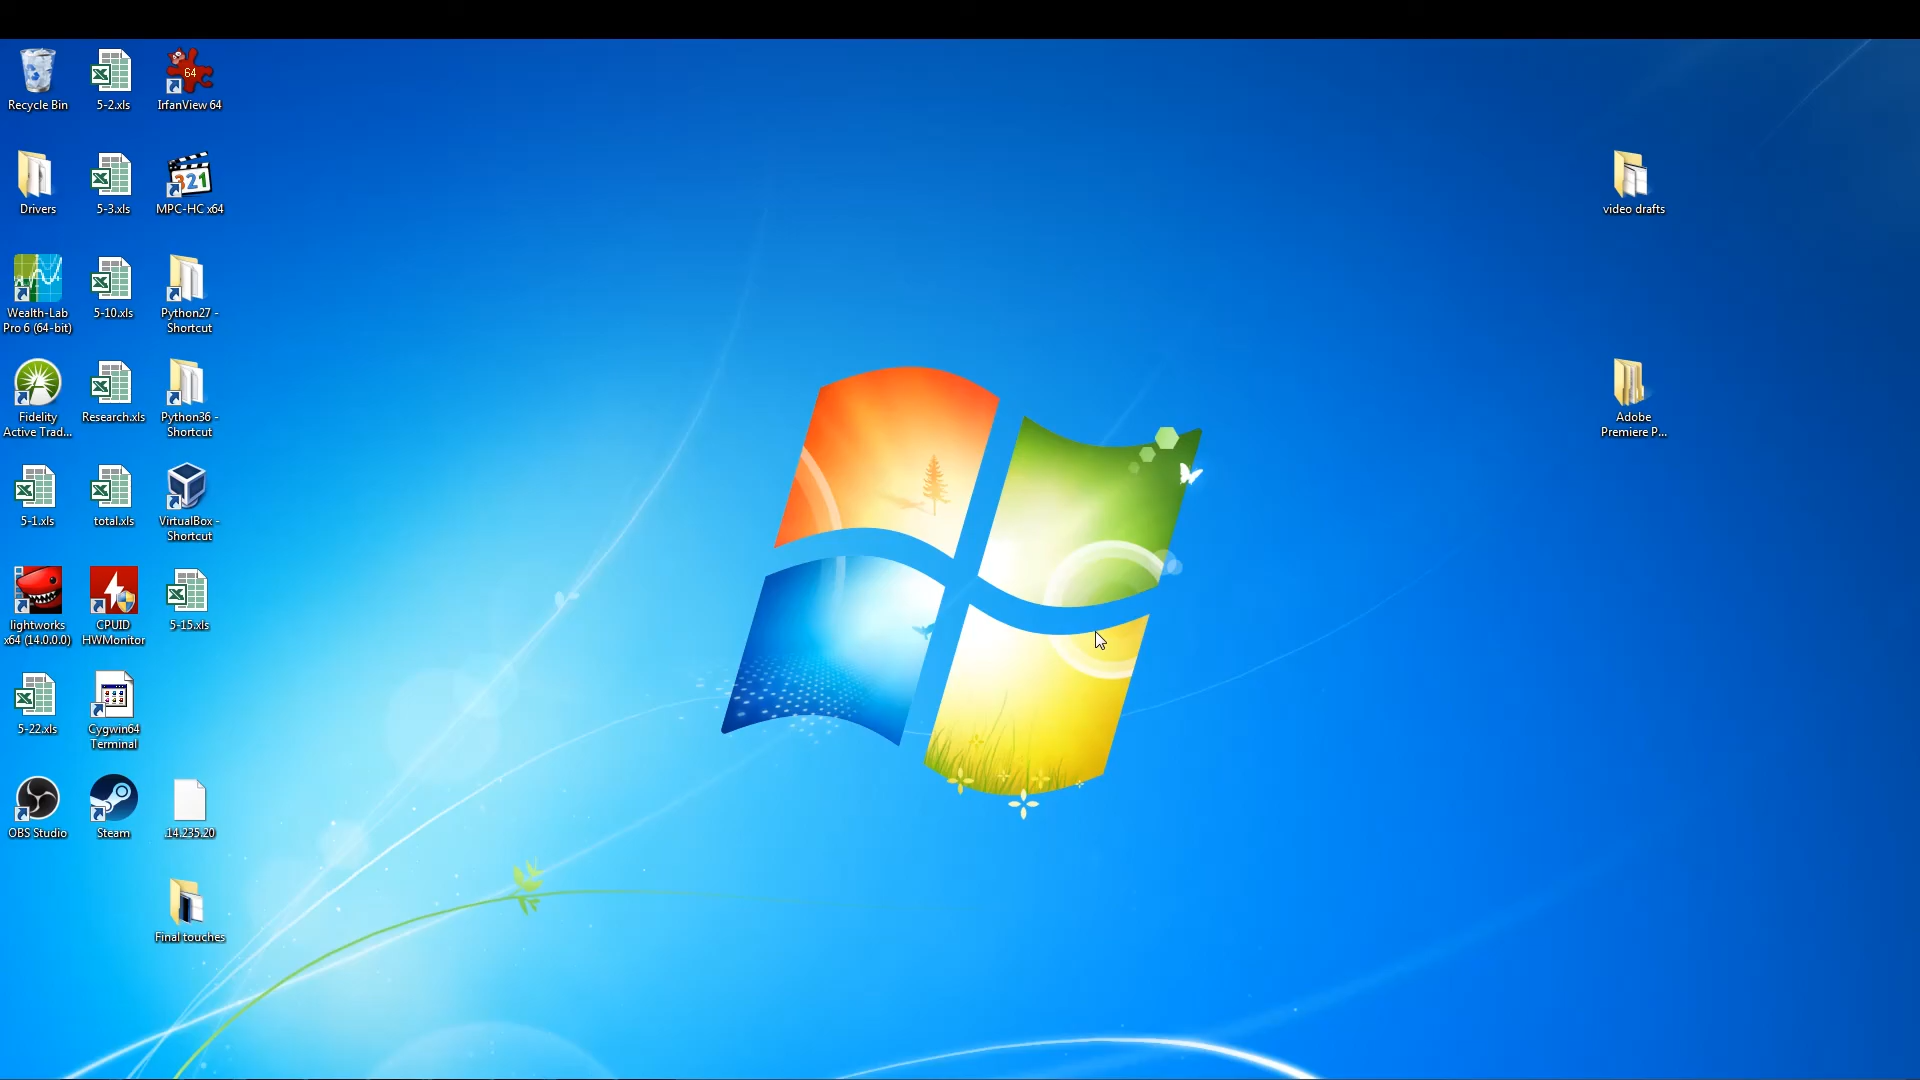 Recycle Bin
5-2.xls
IrfanView 64
64
Drivers
5-3.xls
321
MPC-HC x64
video drafts
Wealth-Lab
Pro 6 (64-bit)
5-10.xls
Python27 -
Shortcut
Fidelity
Active Trad...
Research.xls
Python36 -
Shortcut
Adobe
Premiere P...
5-1.xls
total.xls
VirtualBox -
Shortcut
lightworks
x64 (14.0.0.0)
CPUID
HWMonitor
5-15.xls
5-22.xls
Cygwin64
Terminal
OBS Studio
Steam
.14.235.20
Final touches